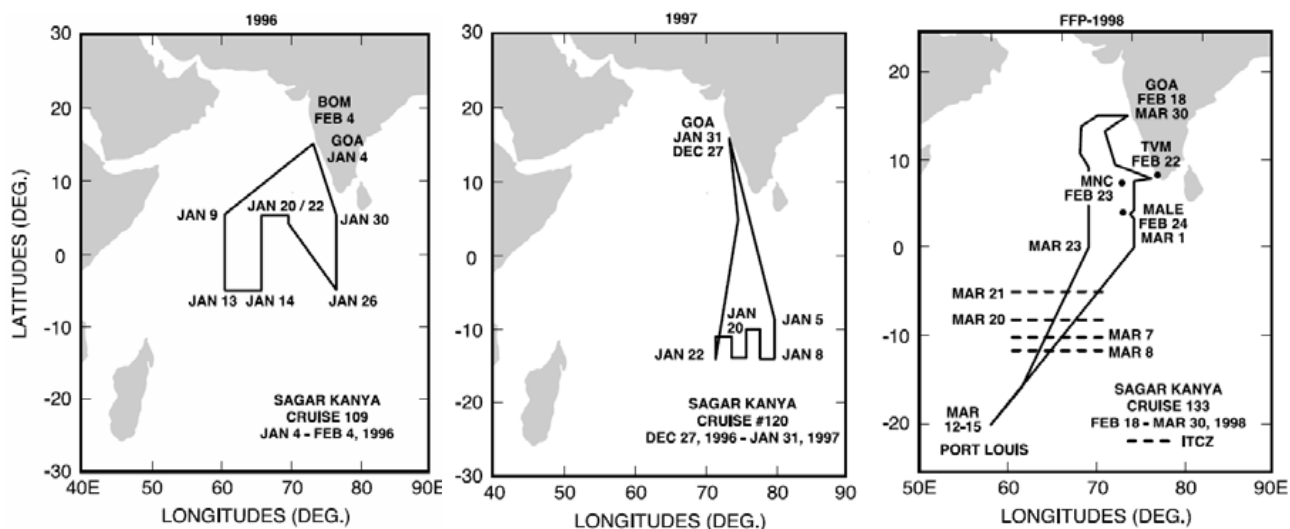 1996
30
20
10
0
-10
-20
-30
40E
50
60
70
80
90E
LATITUDES (DEG.)
LONGITUDES (DEG.)
BOM
FEB 4
GOA
JAN 4
JAN 9
JAN 20 / 22
JAN 30
JAN 13
JAN 14
JAN 26
SAGAR KANYA
CRUISE 109
JAN 4 – FEB 4, 1996
1997
30
20
10
0
-10
-20
-30
40
50
60
70
80
90
LONGITUDES (DEG.)
GOA
JAN 31
DEC 27
JAN
20
JAN 5
JAN 22
JAN 8
SAGAR KANYA
CRUISE #120
DEC 27, 1996 – JAN 31, 1997
FFP-1998
20
10
0
-10
-20
50E
60
70
80
90E
LONGITUDES (DEG,)
GOA
FEB 18
MAR 30
TVM
FEB 22
MNC
FEB 23
MALE
FEB 24
MAR 1
MAR 23
MAR 21
MAR 20
MAR 7
MAR 8
MAR
12-15
PORT LOUIS
SAGAR KANYA
CRUISE 133
FEB 18 – MAR 30, 1998
ITCZ